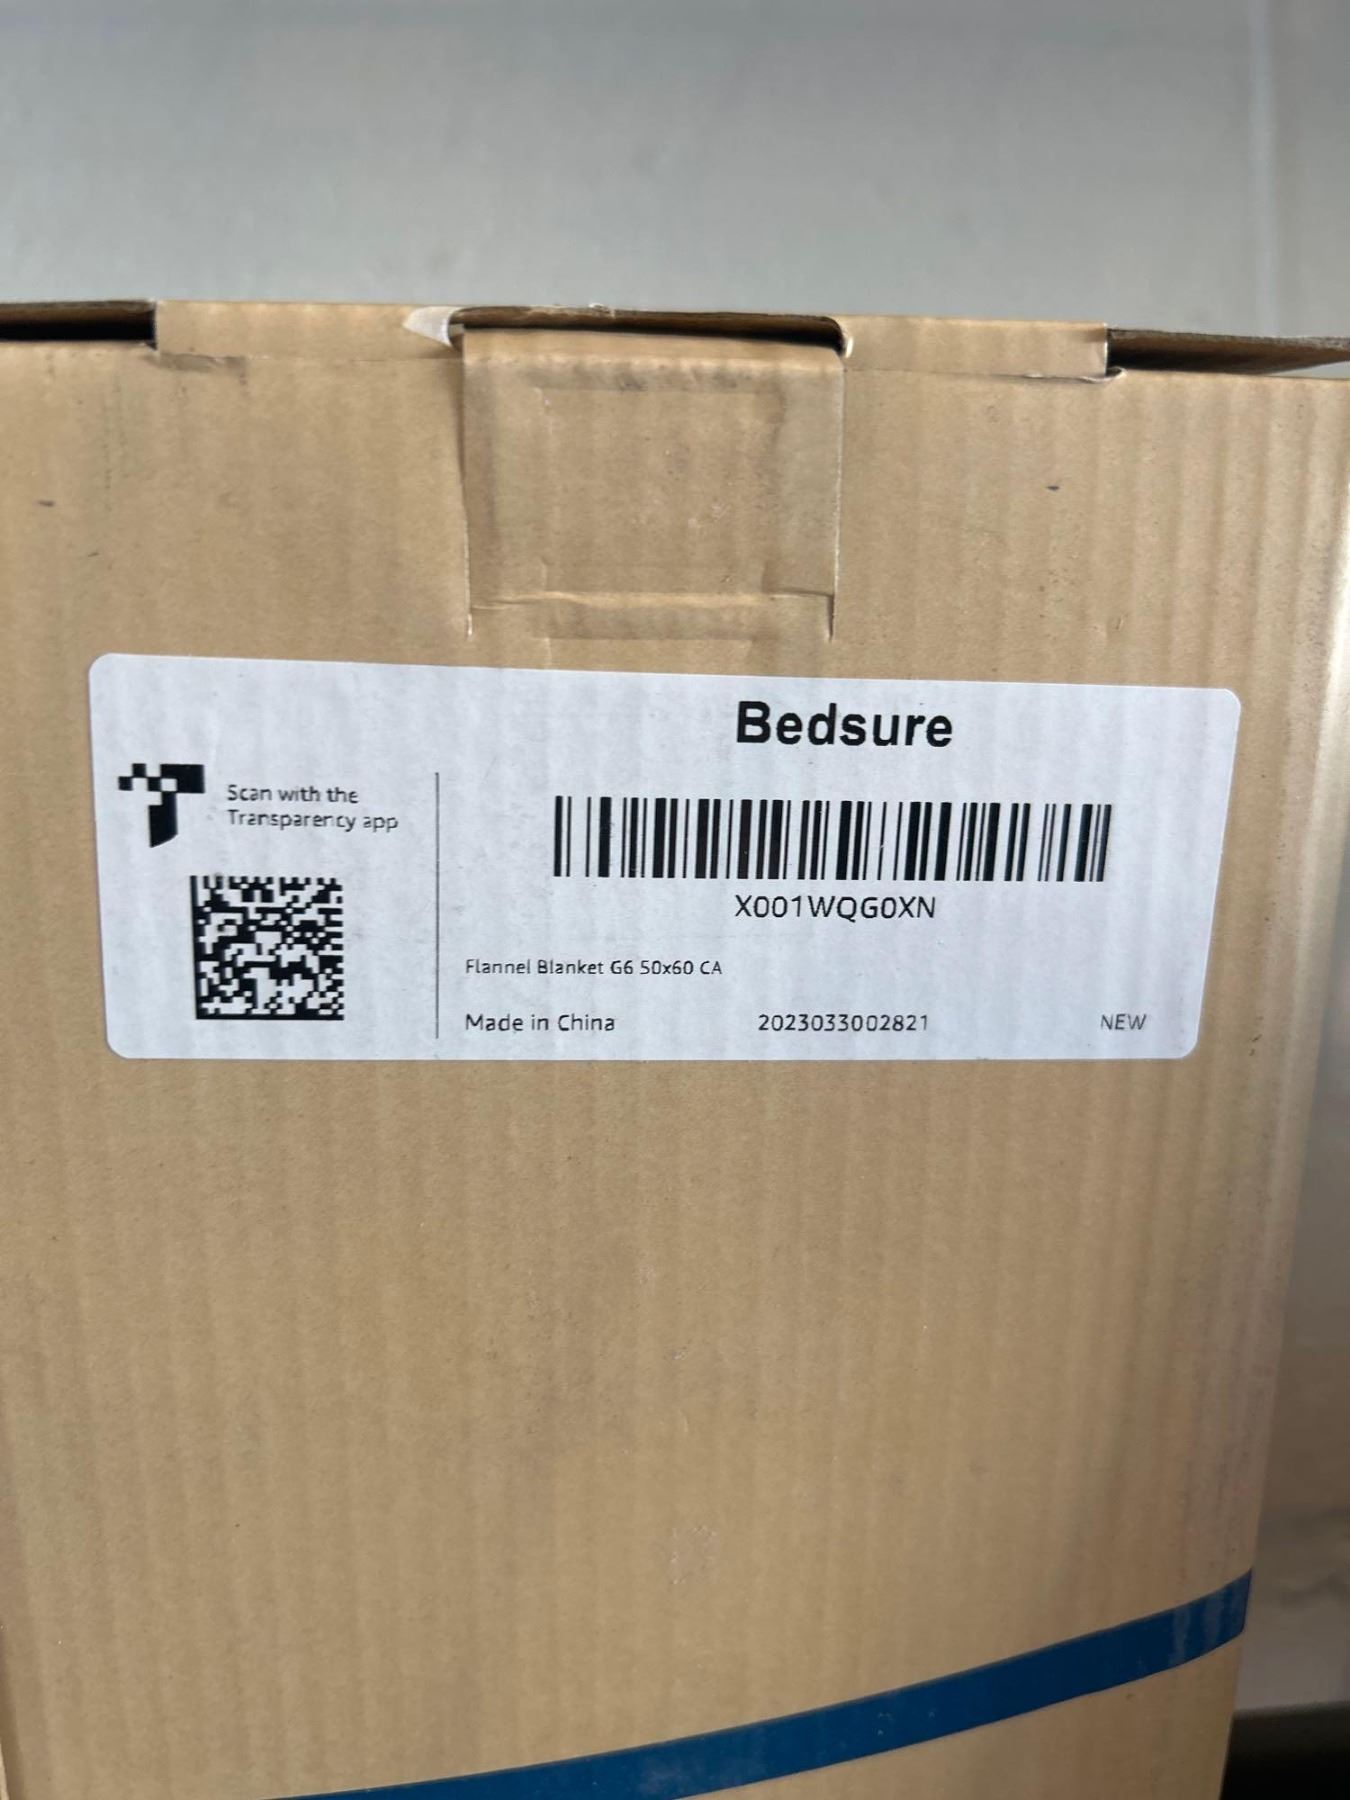 Bedsure
Scan with the
Transparency app
X001WQG0XN
Flannel Blanket G6 50x60 CA
Made in China 2023033002821 NEW